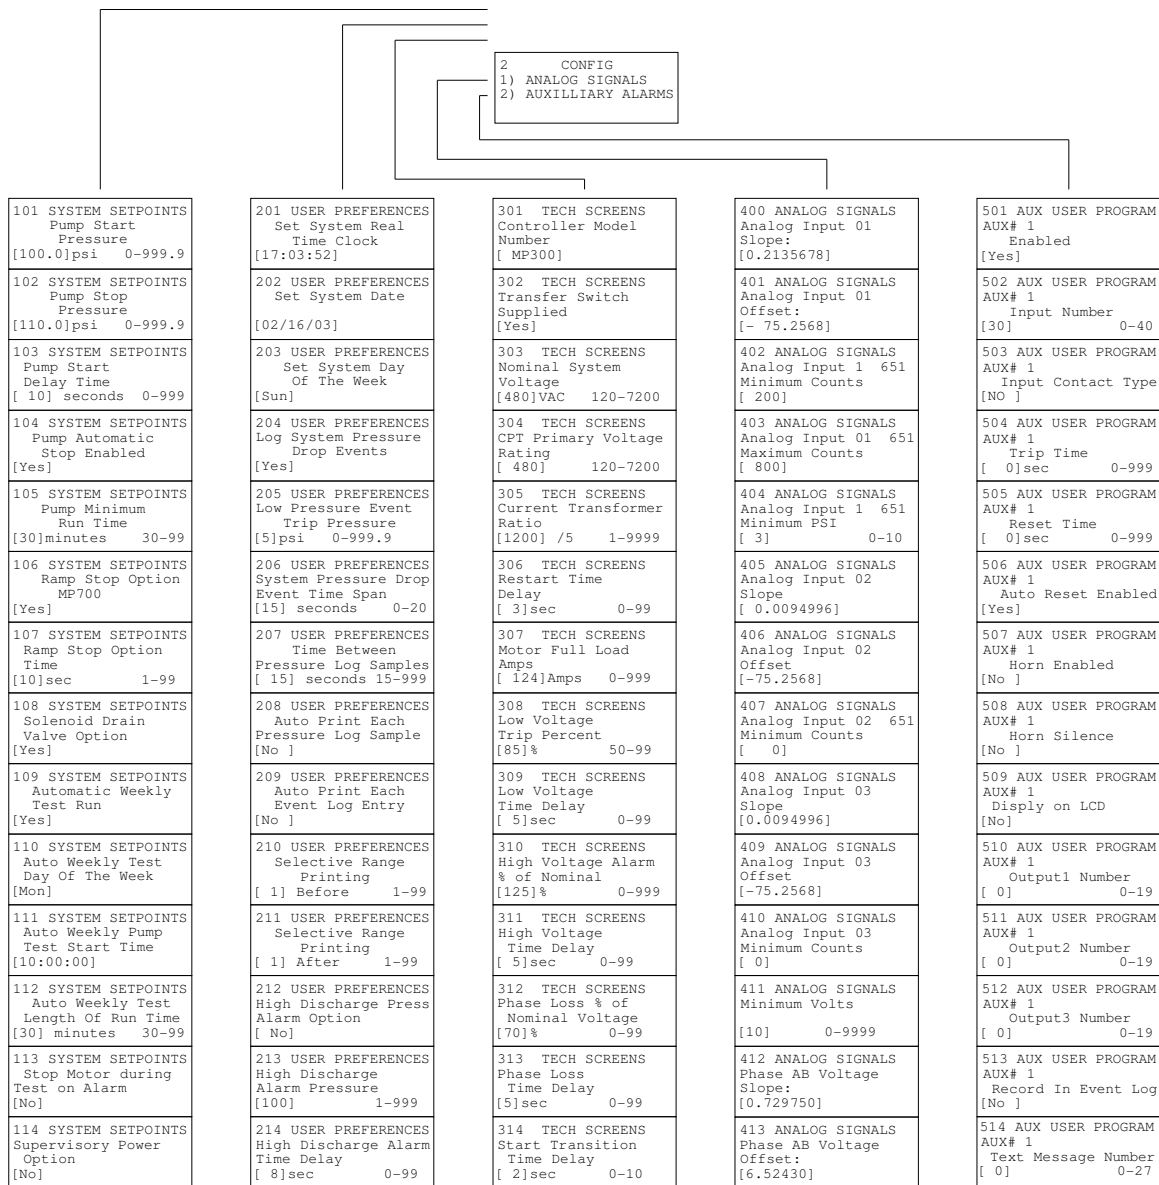 2 CONFIG
1) ANALOG SIGNALS
2) AUXILLIARY ALARMS
101 SYSTEM SETPOINTS
Pump Start
Pressure
[100.0]psi 0-999.9
102 SYSTEM SETPOINTS
Pump Stop
Pressure
[110.0]psi 0-999.9
103 SYSTEM SETPOINTS
Pump Start
Delay Time
[ 10] seconds 0-999
104 SYSTEM SETPOINTS
Pump Automatic
Stop Enabled
[Yes]
105 SYSTEM SETPOINTS
Pump Minimum
Run Time
[30]minutes 30-99
106 SYSTEM SETPOINTS
Ramp Stop Option
MP700
[Yes]
107 SYSTEM SETPOINTS
Ramp Stop Option
Time
[10]sec 1-99
108 SYSTEM SETPOINTS
Solenoid Drain
Valve Option
[Yes]
109 SYSTEM SETPOINTS
Automatic Weekly
Test Run
[Yes]
110 SYSTEM SETPOINTS
Auto Weekly Test
Day Of The Week
[Mon]
111 SYSTEM SETPOINTS
Auto Weekly Pump
Test Start Time
[10:00:00]
112 SYSTEM SETPOINTS
Auto Weekly Test
Length Of Run Time
[30] minutes 30-99
113 SYSTEM SETPOINTS
Stop Motor during
Test on Alarm
[No]
114 SYSTEM SETPOINTS
Supervisory Power
Option
[No]
201 USER PREFERENCES
Set System Real
Time Clock
[17:03:52]
202 USER PREFERENCES
Set System Date
[02/16/03]
203 USER PREFERENCES
Set System Day
Of The Week
[Sun]
204 USER PREFERENCES
Log System Pressure
Drop Events
[Yes]
205 USER PREFERENCES
Low Pressure Event
Trip Pressure
[5]psi 0-999.9
206 USER PREFERENCES
System Pressure Drop
Event Time Span
[15] seconds 0-20
207 USER PREFERENCES
Time Between
Pressure Log Samples
[ 15] seconds 15-999
208 USER PREFERENCES
Auto Print Each
Pressure Log Sample
[No ]
209 USER PREFERENCES
Auto Print Each
Event Log Entry
[No ]
210 USER PREFERENCES
Selective Range
Printing
[ 1] Before 1-99
211 USER PREFERENCES
Selective Range
Printing
[ 1] After 1-99
212 USER PREFERENCES
High Discharge Press
Alarm Option
[ No]
213 USER PREFERENCES
High Discharge
Alarm Pressure
[100] 1-999
214 USER PREFERENCES
High Discharge Alarm
Time Delay
[ 8]sec 0-99
301 TECH SCREENS
Controller Model
Number
[ MP300]
302 TECH SCREENS
Transfer Switch
Supplied
[Yes]
303 TECH SCREENS
Nominal System
Voltage
[480]VAC 120-7200
304 TECH SCREENS
CPT Primary Voltage
Rating
[ 480] 120-7200
305 TECH SCREENS
Current Transformer
Ratio
[1200] /5 1-9999
306 TECH SCREENS
Restart Time
Delay
[ 3]sec 0-99
307 TECH SCREENS
Motor Full Load
Amps
[ 124]Amps 0-999
308 TECH SCREENS
Low Voltage
Trip Percent
[85]% 50-99
309 TECH SCREENS
Low Voltage
Time Delay
[ 5]sec 0-99
310 TECH SCREENS
High Voltage Alarm
% of Nominal
[125]% 0-999
311 TECH SCREENS
High Voltage
Time Delay
[ 5]sec 0-99
312 TECH SCREENS
Phase Loss % of
Nominal Voltage
[70]% 0-99
313 TECH SCREENS
Phase Loss
Time Delay
[5]sec 0-99
314 TECH SCREENS
Start Transition
Time Delay
[ 2]sec 0-10
400 ANALOG SIGNALS
Analog Input 01
Slope:
[0.2135678]
401 ANALOG SIGNALS
Analog Input 01
Offset:
[- 75.2568]
402 ANALOG SIGNALS
Analog Input 1 651
Minimum Counts
[ 200]
403 ANALOG SIGNALS
Analog Input 01 651
Maximum Counts
[ 800]
404 ANALOG SIGNALS
Analog Input 1 651
Minimum PSI
[ 3] 0-10
405 ANALOG SIGNALS
Analog Input 02
Slope
[ 0.0094996]
406 ANALOG SIGNALS
Analog Input 02
Offset
[-75.2568]
407 ANALOG SIGNALS
Analog Input 02 651
Minimum Counts
[ 0]
408 ANALOG SIGNALS
Analog Input 03
Slope
[0.0094996]
409 ANALOG SIGNALS
Analog Input 03
Offset
[-75.2568]
410 ANALOG SIGNALS
Analog Input 03
Minimum Counts
[ 0]
411 ANALOG SIGNALS
Minimum Volts
[10] 0-9999
412 ANALOG SIGNALS
Phase AB Voltage
Slope:
[0.729750]
413 ANALOG SIGNALS
Phase AB Voltage
Offset:
[6.52430]
501 AUX USER PROGRAM
AUX# 1
Enabled
[Yes]
502 AUX USER PROGRAM
AUX# 1
Input Number
[30] 0-40
503 AUX USER PROGRAM
AUX# 1
Input Contact Type
[NO ]
504 AUX USER PROGRAM
AUX# 1
Trip Time
[ 0]sec 0-999
505 AUX USER PROGRAM
AUX# 1
Reset Time
[ 0]sec 0-999
506 AUX USER PROGRAM
AUX# 1
Auto Reset Enabled
[Yes]
507 AUX USER PROGRAM
AUX# 1
Horn Enabled
[No ]
508 AUX USER PROGRAM
AUX# 1
Horn Silence
[No ]
509 AUX USER PROGRAM
AUX# 1
Disply on LCD
[No]
510 AUX USER PROGRAM
AUX# 1
Output1 Number
[ 0] 0-19
511 AUX USER PROGRAM
AUX# 1
Output2 Number
[ 0] 0-19
512 AUX USER PROGRAM
AUX# 1
Output3 Number
[ 0] 0-19
513 AUX USER PROGRAM
AUX# 1
Record In Event Log
[No ]
514 AUX USER PROGRAM
AUX# 1
Text Message Number
[ 0] 0-27